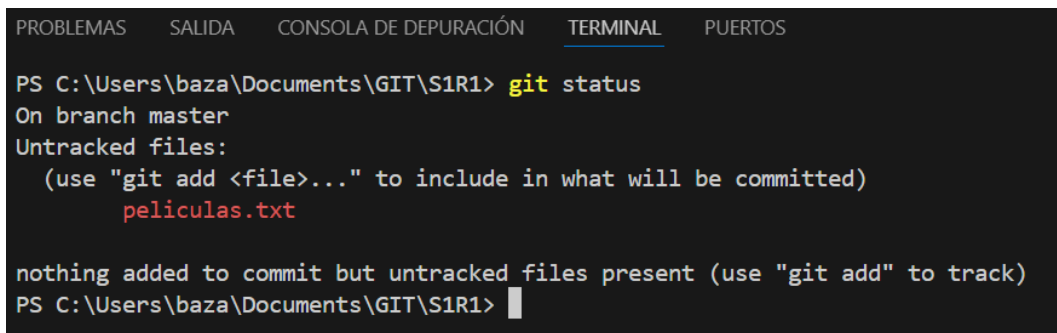 PROBLEMAS SALIDA CONSOLA DE DEPURACIÓN TERMINAL PUERTOS
PS C:\Users\baza\Documents\GIT\S1R1> git status
On branch master
Untracked files:
(use "git add <file>..." to include in what will be committed)
peliculas.txt
nothing added to commit but untracked files present (use "git add" to track)
PS C:\Users\baza\Documents\GIT\S1R1>